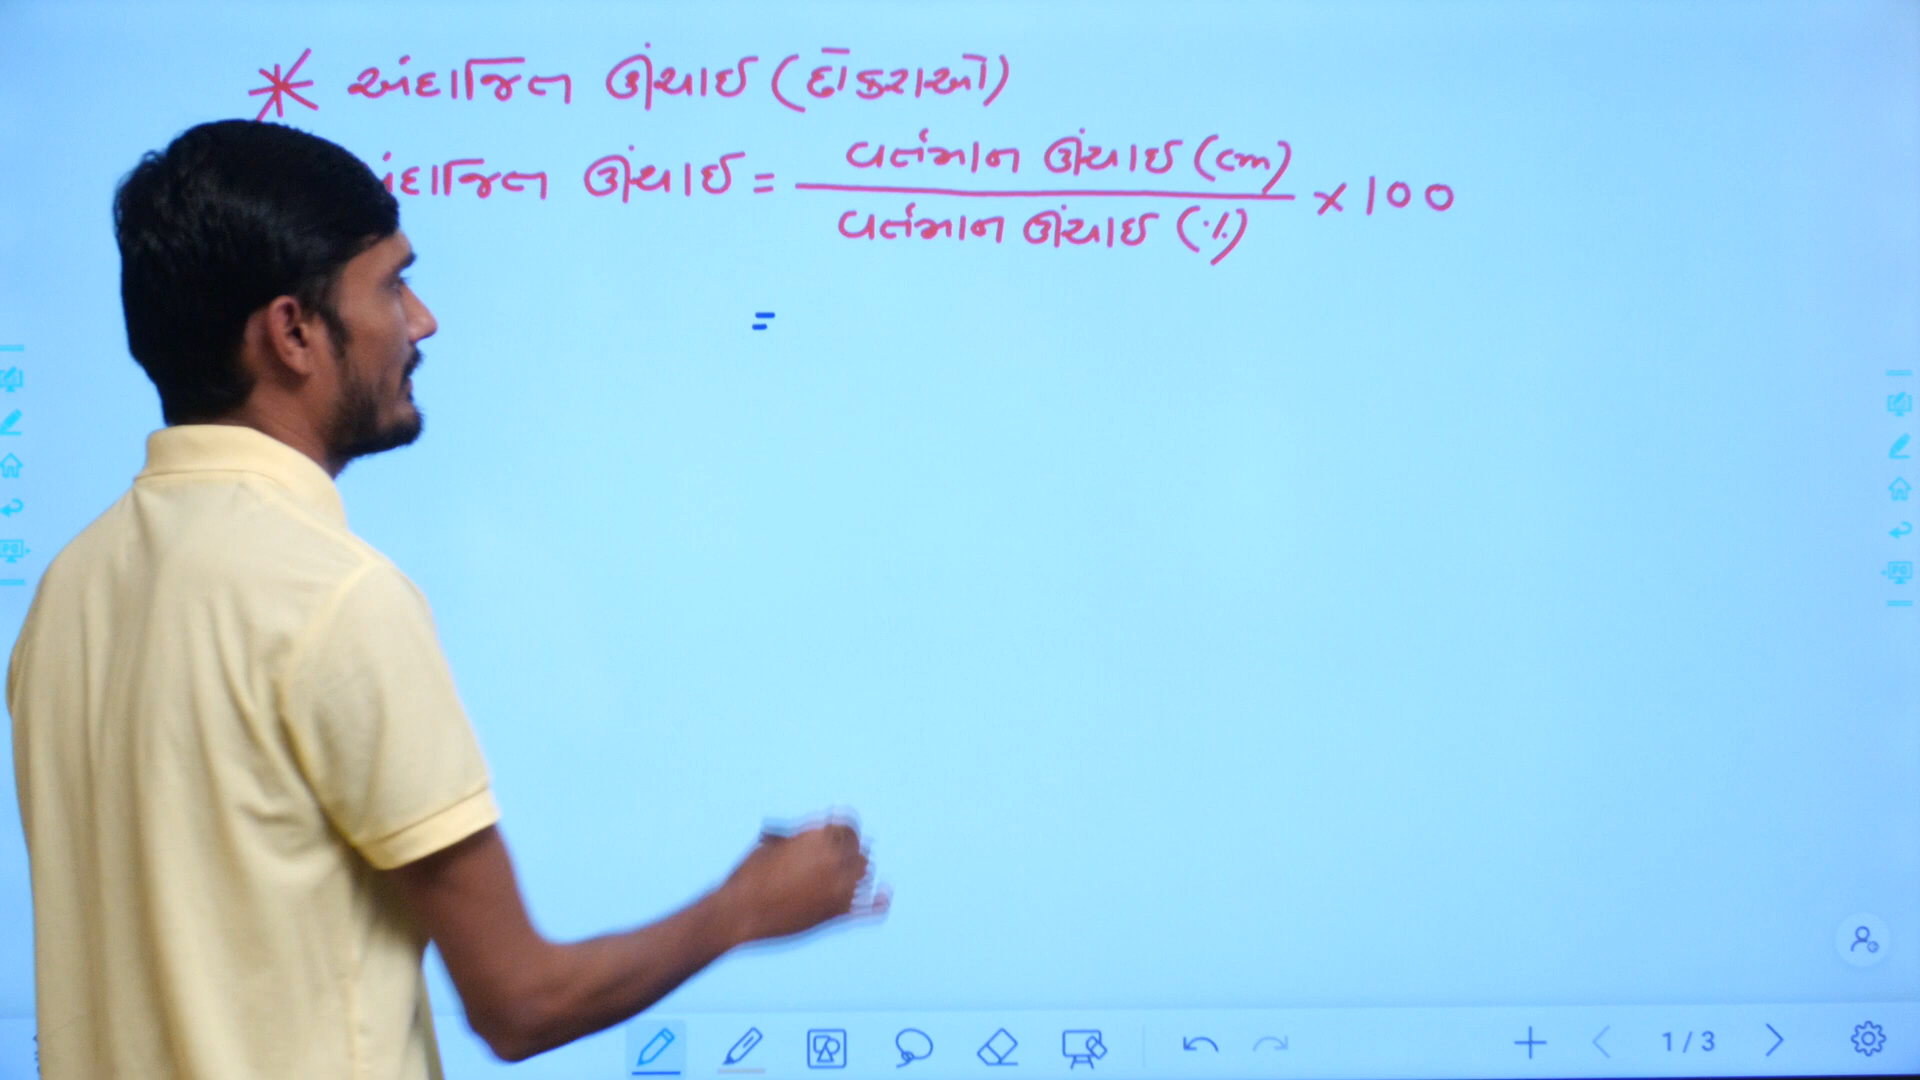 * અંદાજિત ઊંચાઈ (છોકરાઓ)
અંદાજિત ઊંચાઈ = વર્તમાન ઊંચાઈ (cm)
વર્તમાન ઊંચાઈ (%) × 100
=
1/3